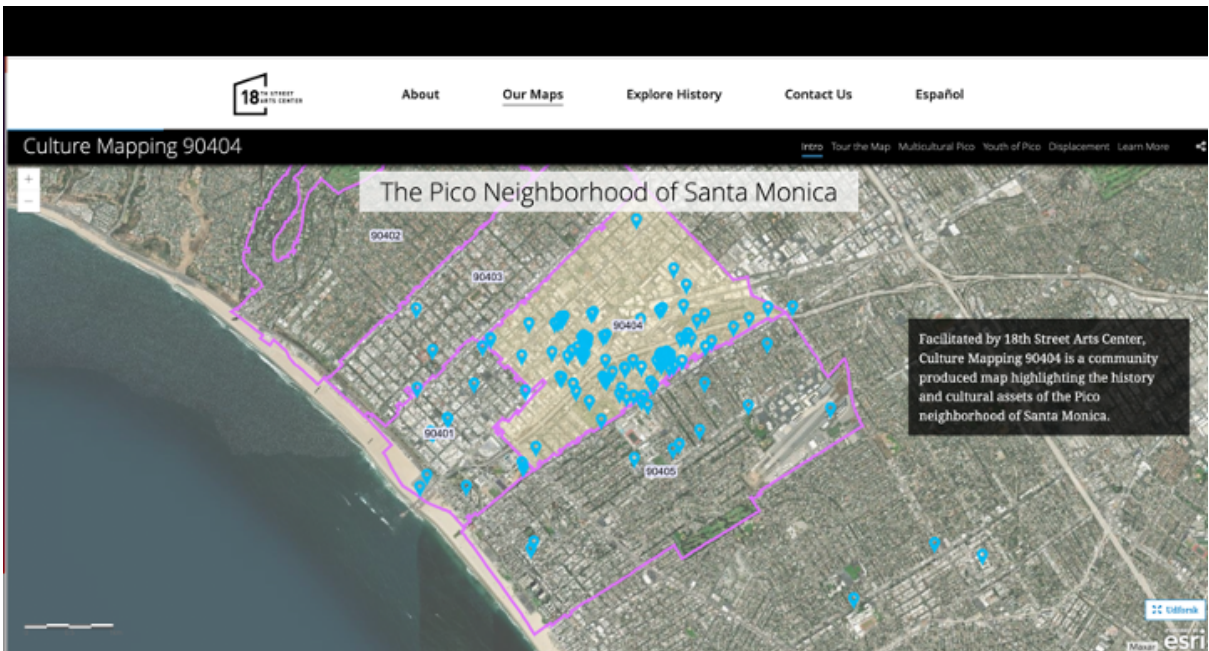 18TH STREET
ARTS CENTER
About
Our Maps
Explore History
Contact Us
Español
Culture Mapping 90404
Intro Tour the Map Multicultural Pico Youth of Pico Displacement Learn More
The Pico Neighborhood of Santa Monica
90402
90403
90404
Facilitated by 18th Street Arts Center,
Culture Mapping 90404 is a community
produced map highlighting the history
and cultural assets of the Pico
neighborhood of Santa Monica.
90401
90405
Udforsk
Maxar
esri